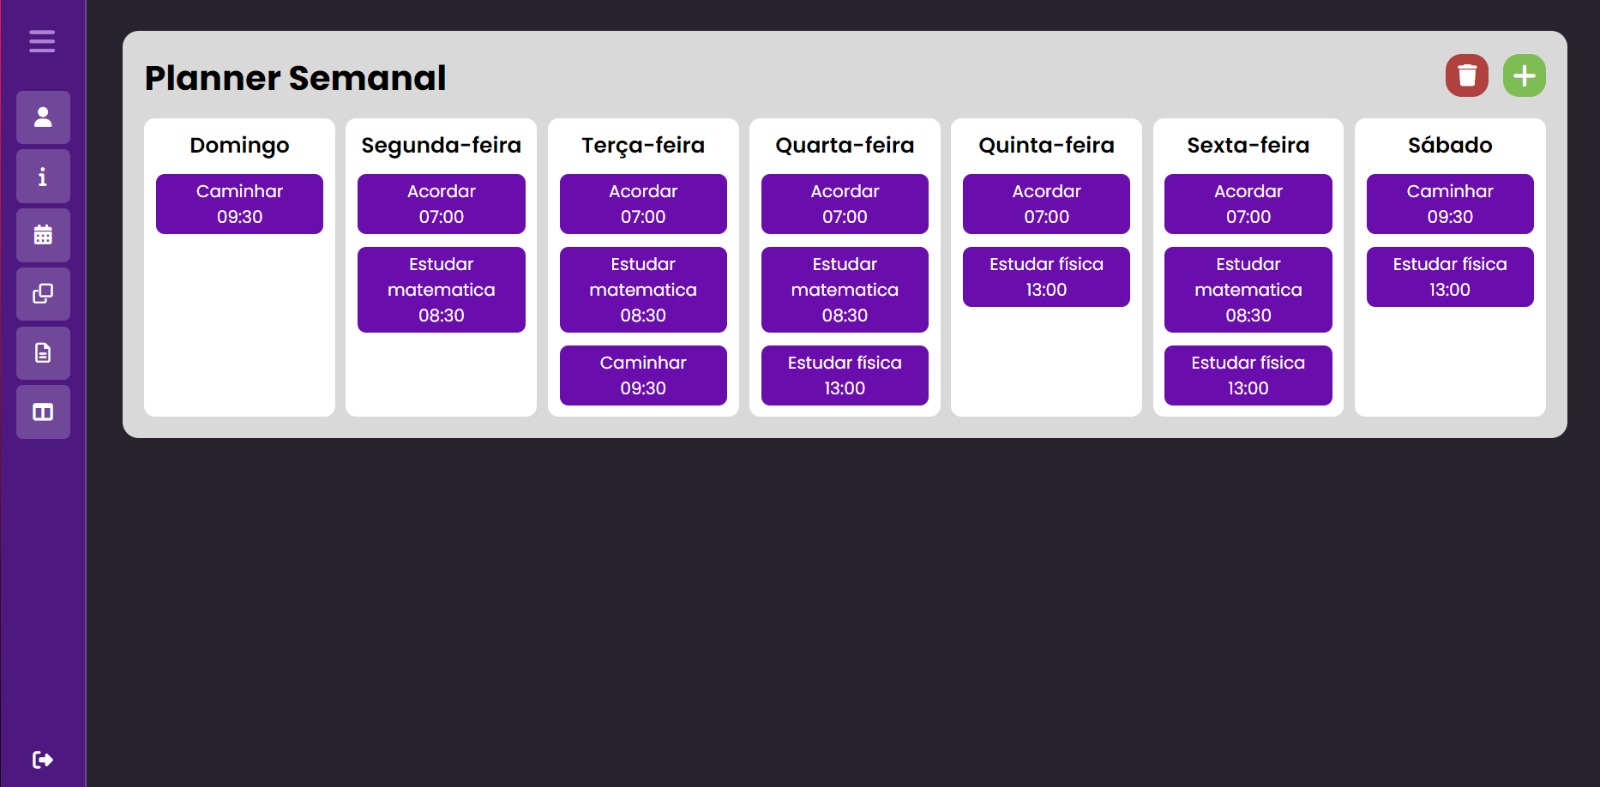 Planner Semanal
Domingo
Caminhar
09:30
Segunda-feira
Acordar
07:00
Estudar
matematica
08:30
Terça-feira
Acordar
07:00
Estudar
matematica
08:30
Caminhar
09:30
Quarta-feira
Acordar
07:00
Estudar
matematica
08:30
Estudar física
13:00
Quinta-feira
Acordar
07:00
Estudar física
13:00
Sexta-feira
Acordar
07:00
Estudar
matematica
08:30
Estudar física
13:00
Sábado
Caminhar
09:30
Estudar física
13:00